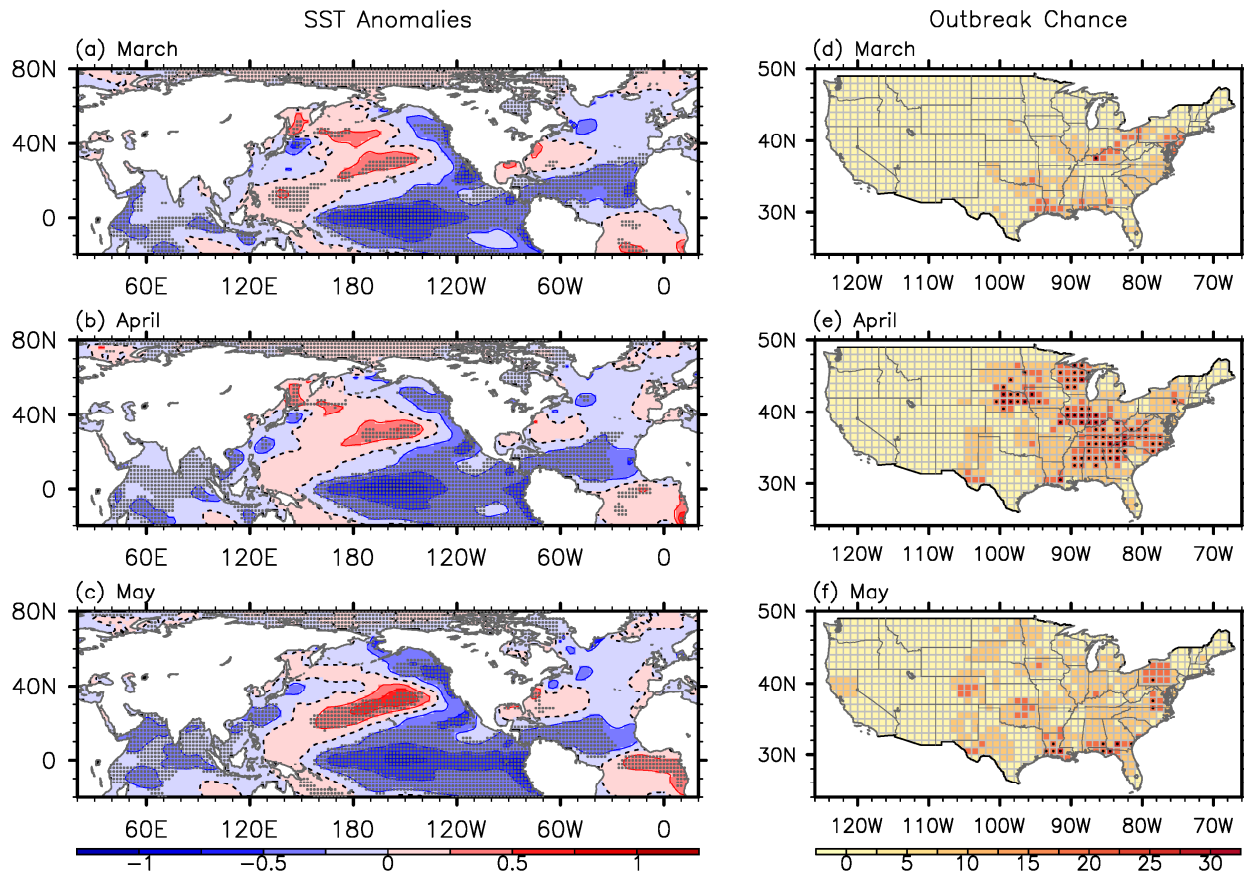 SST Anomalies
Outbreak Chance
(a) March
80N
40N
0
60E 120E 180 120W 60W 0
(d) March
50N
40N
30N
120W 110W 100W 90W 80W 70W
(b) April
80N
40N
0
60E 120E 180 120W 60W 0
(e) April
50N
40N
30N
120W 110W 100W 90W 80W 70W
(c) May
80N
40N
0
60E 120E 180 120W 60W 0
(f) May
50N
40N
30N
120W 110W 100W 90W 80W 70W
−1 −0.5 0 0.5 1
0 5 10 15 20 25 30